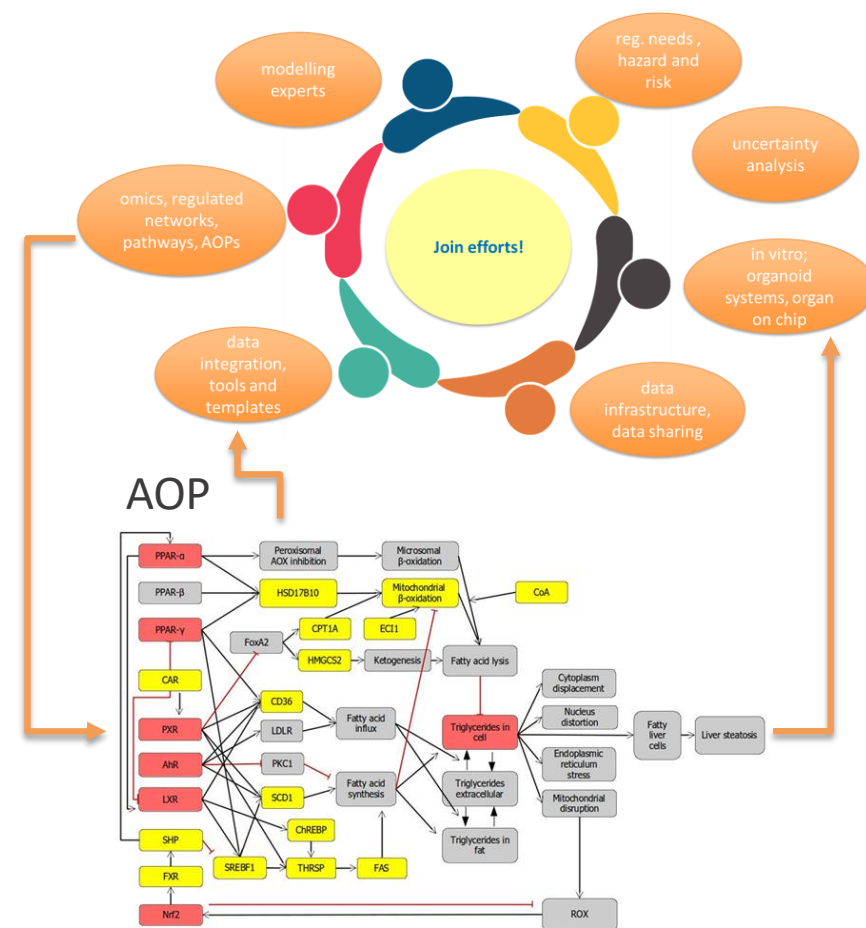 modelling
experts
reg. needs ,
hazard and
risk
uncertainty
analysis
omics, regulated
networks,
pathways, AOPs
Join efforts!
in vitro;
organoid
systems, organ
on chip
data
integration,
tools and
templates
data
infrastructure,
data sharing
AOP
PPAR-α
Peroxisomal
AOX inhibition
Microsomal
β-oxidation
PPAR-β
HSD17B10
Mitochondrial
β-oxidation
CoA
PPAR-γ
FoxA2
CPT1A
ECI1
HMGCS2
Ketogenesis
Fatty acid lysis
CAR
PXR
CD36
LDLR
Fatty acid
influx
Triglycerides in
cell
Cytoplasm
displacement
Nucleus
distortion
Fatty
liver
cells
Liver steatosis
AhR
PKC1
Endoplasmic
reticulum
stress
LXR
SCD1
Fatty acid
synthesis
Triglycerides
extracellular
Mitochondrial
disruption
ChREBP
Triglycerides in
fat
SHP
SREBF1
THRSP
FAS
FXR
Nrf2
ROX